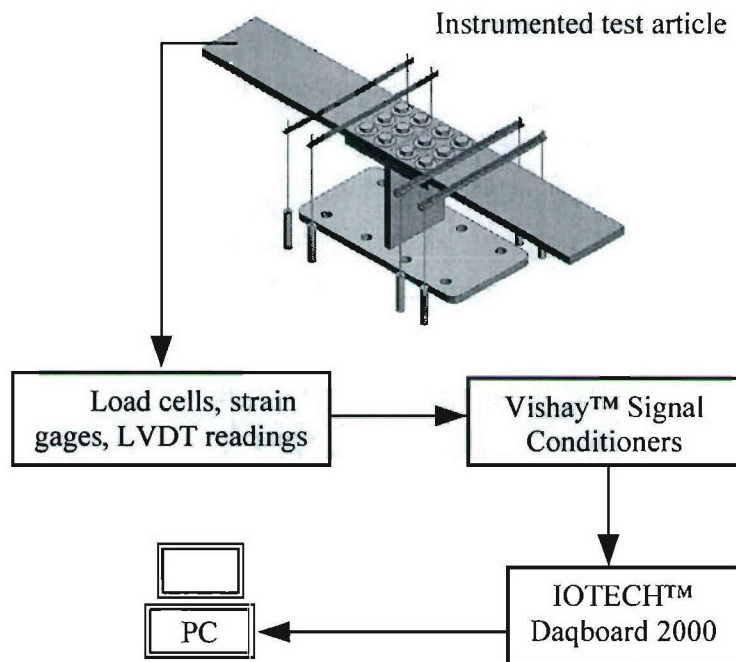 Instrumented test article
Load cells, strain
gages, LVDT readings
Vishay™ Signal
Conditioners
IOTECH™
Daqboard 2000
PC